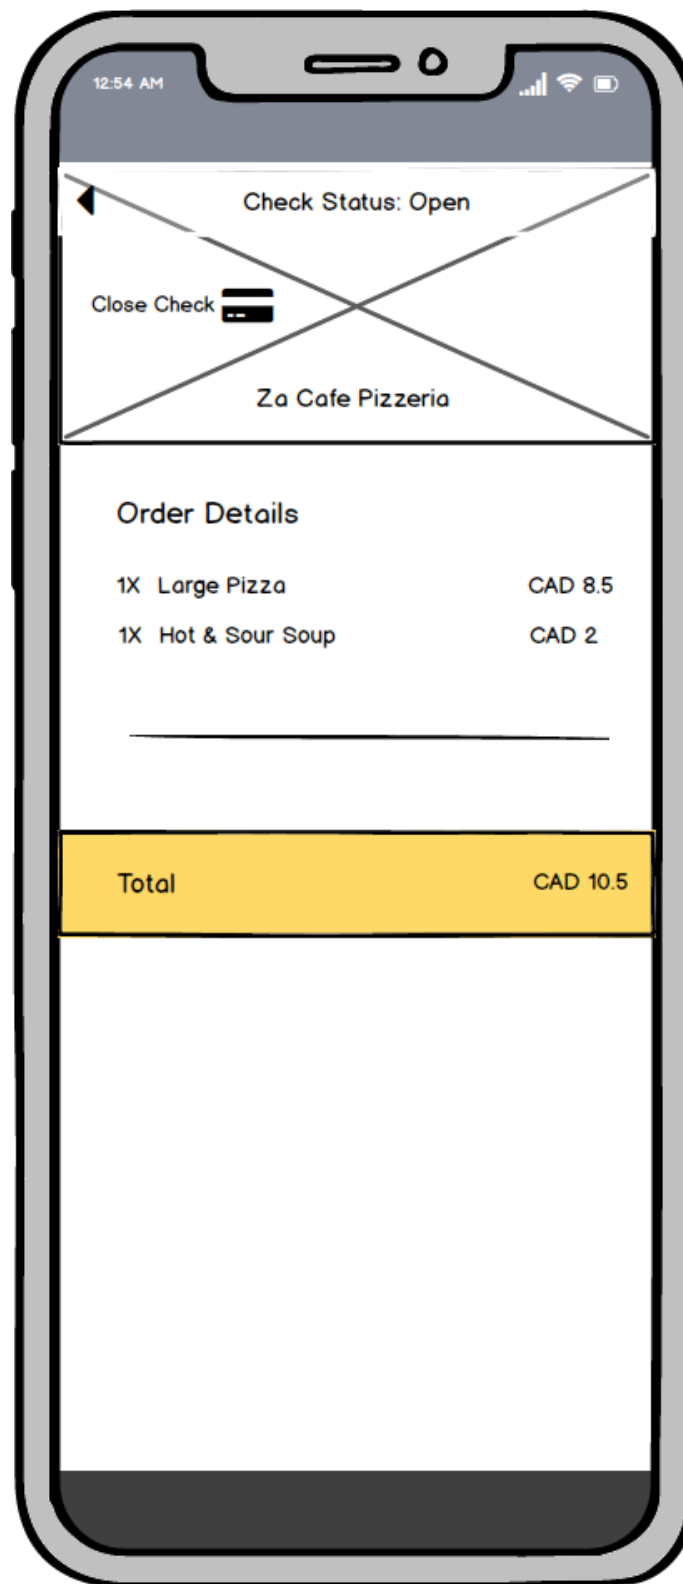 12:54 AM
Check Status: Open
Close Check
Za Cafe Pizzeria
Order Details
1X Large Pizza CAD 8.5
1X Hot & Sour Soup CAD 2
Total CAD 10.5